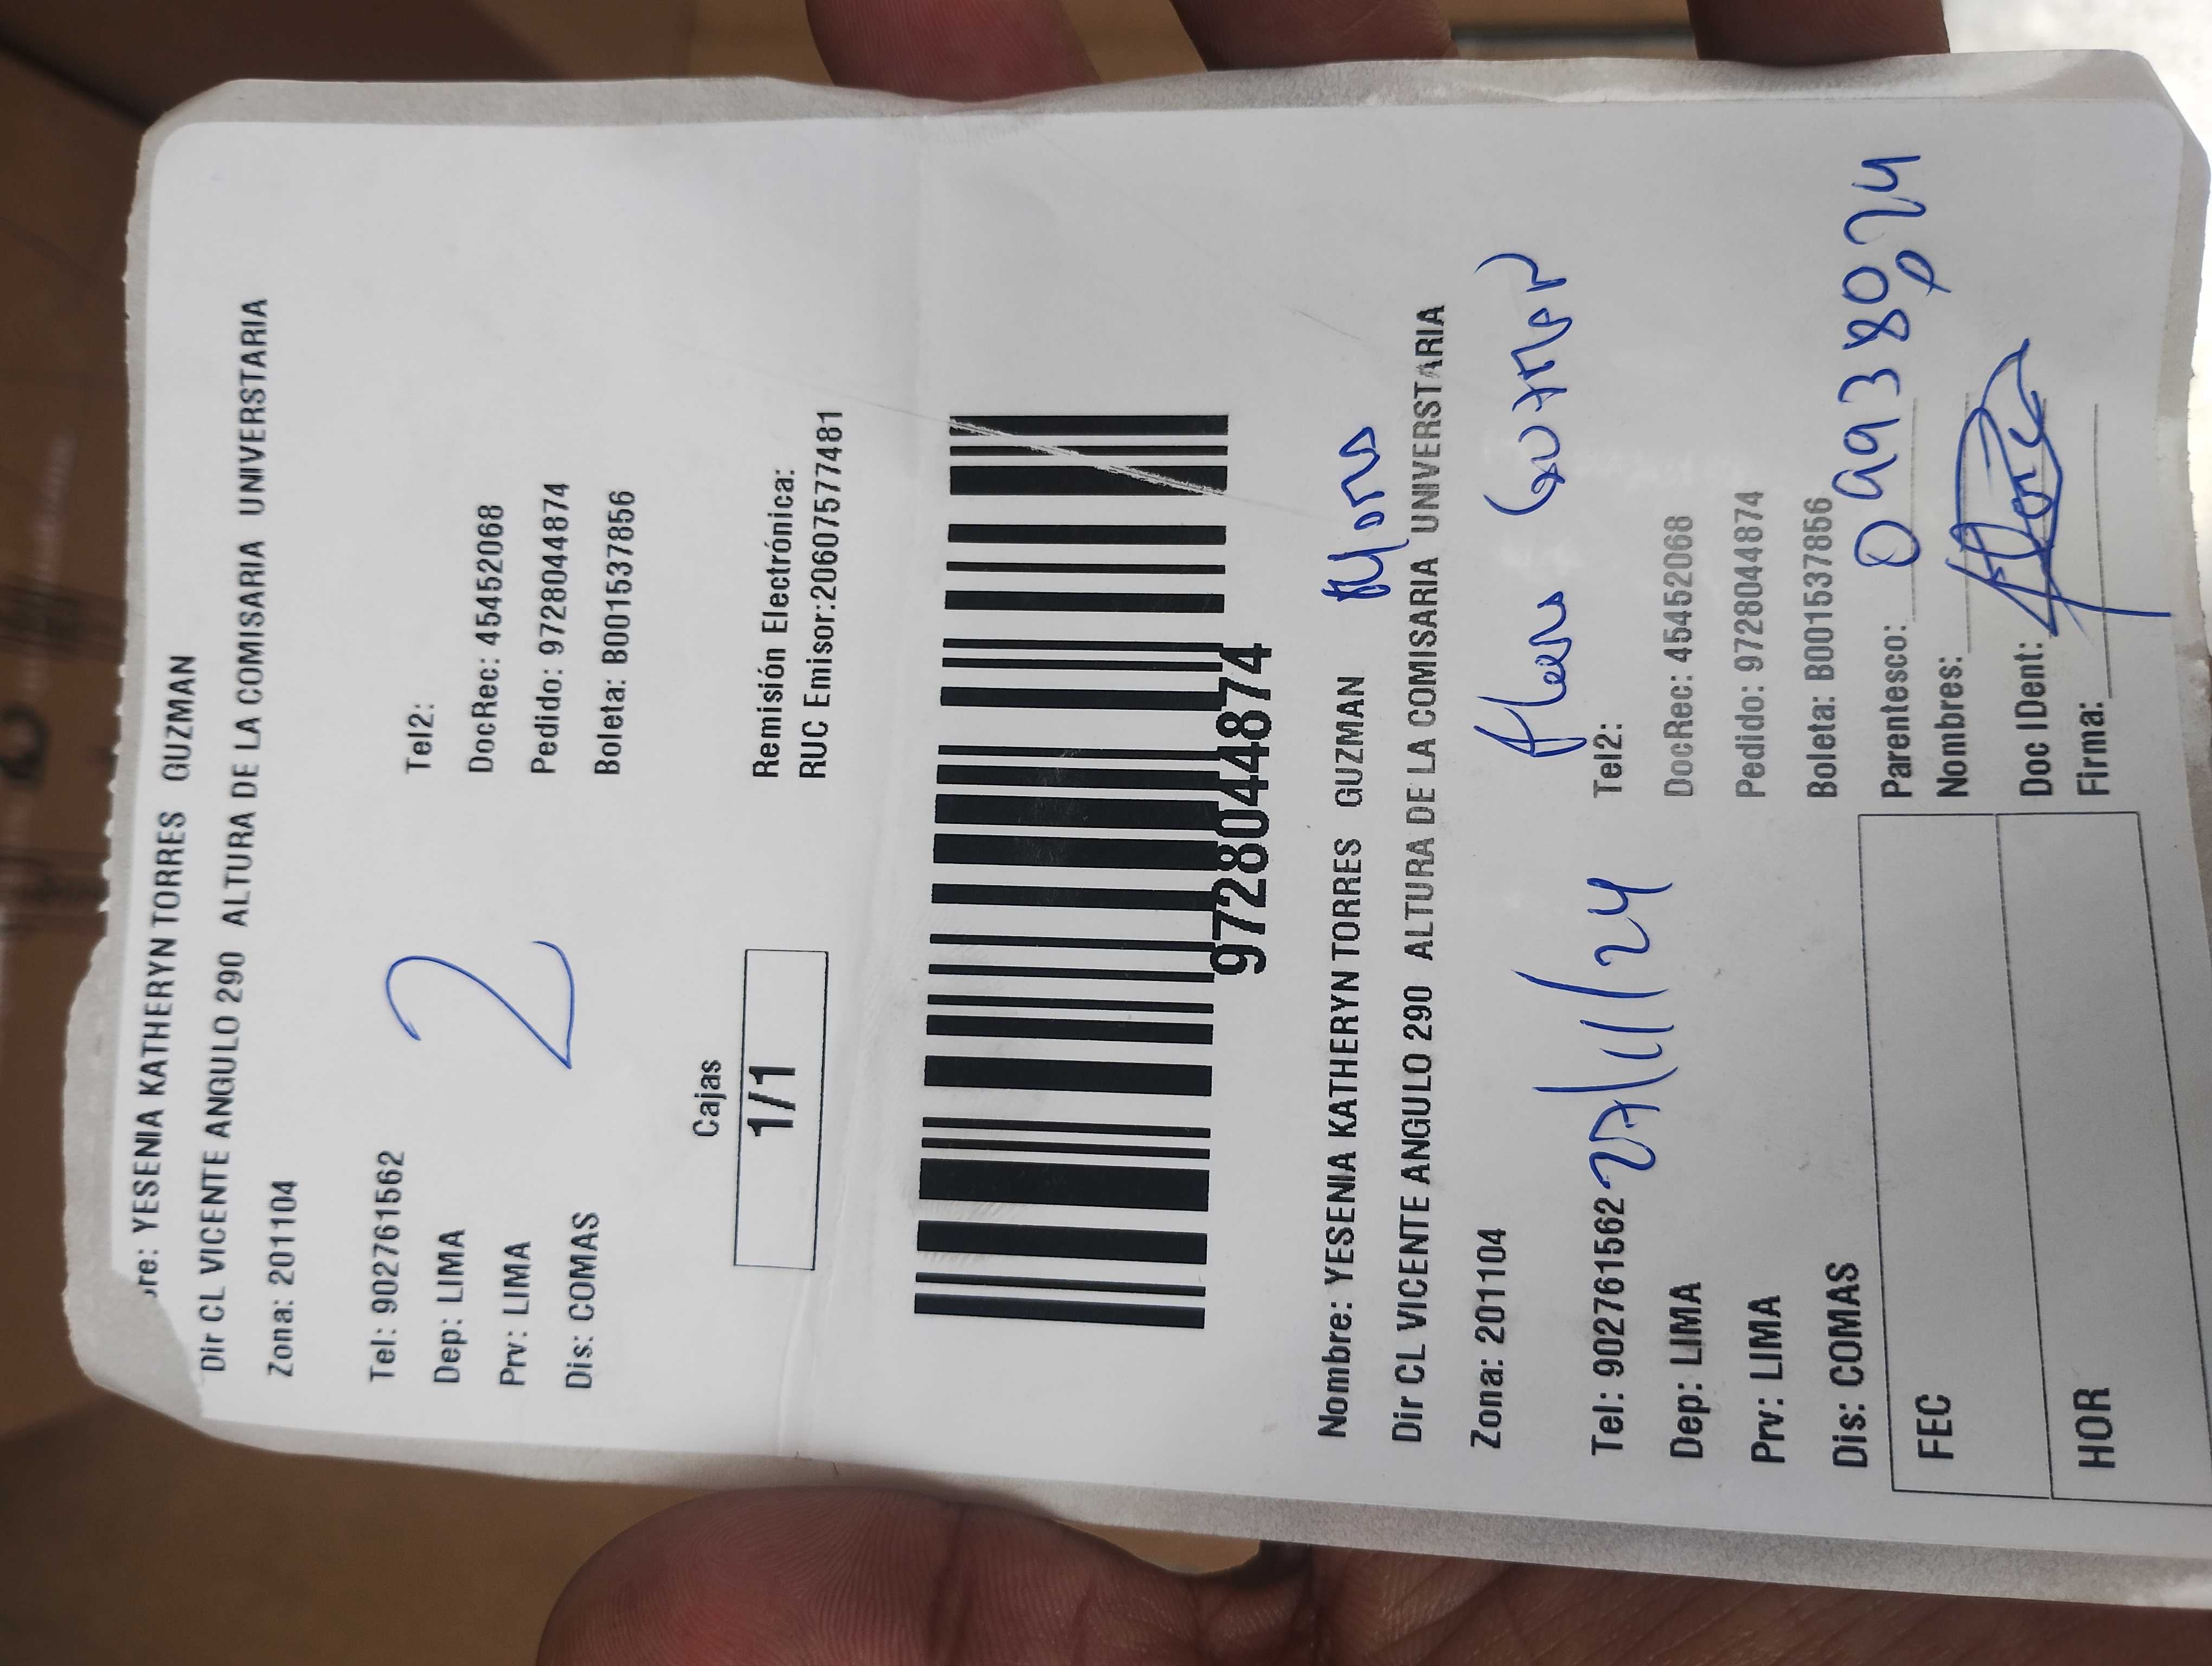 re: YESENIA KATHERYN TORRES GUZMAN
Dir CL VICENTE ANGULO 290 ALTURA DE LA COMISARIA UNIVERSTARIA
Zona: 201104
Tel: 902761562 Tel2:
Dep: LIMA DocRec: 45452068
Prv: LIMA Pedido: 9728044874
Dis: COMAS Boleta: B001537856
2
Cajas
1/1
Remisión Electrónica:
RUC Emisor:20607577481
9728044874
Nombre: YESENIA KATHERYN TORRES GUZMAN
Dir CL VICENTE ANGULO 290 ALTURA DE LA COMISARIA UNIVERSTARIA
Zona: 201104
Tel: 902761562 27/11/24 Tel2:
Dep: LIMA DocRec: 45452068
Prv: LIMA Pedido: 9728044874
Dis: COMAS Boleta: B001537856
FEC
HOR
Parentesco:
Nombres:
Doc IDent:
Firma: